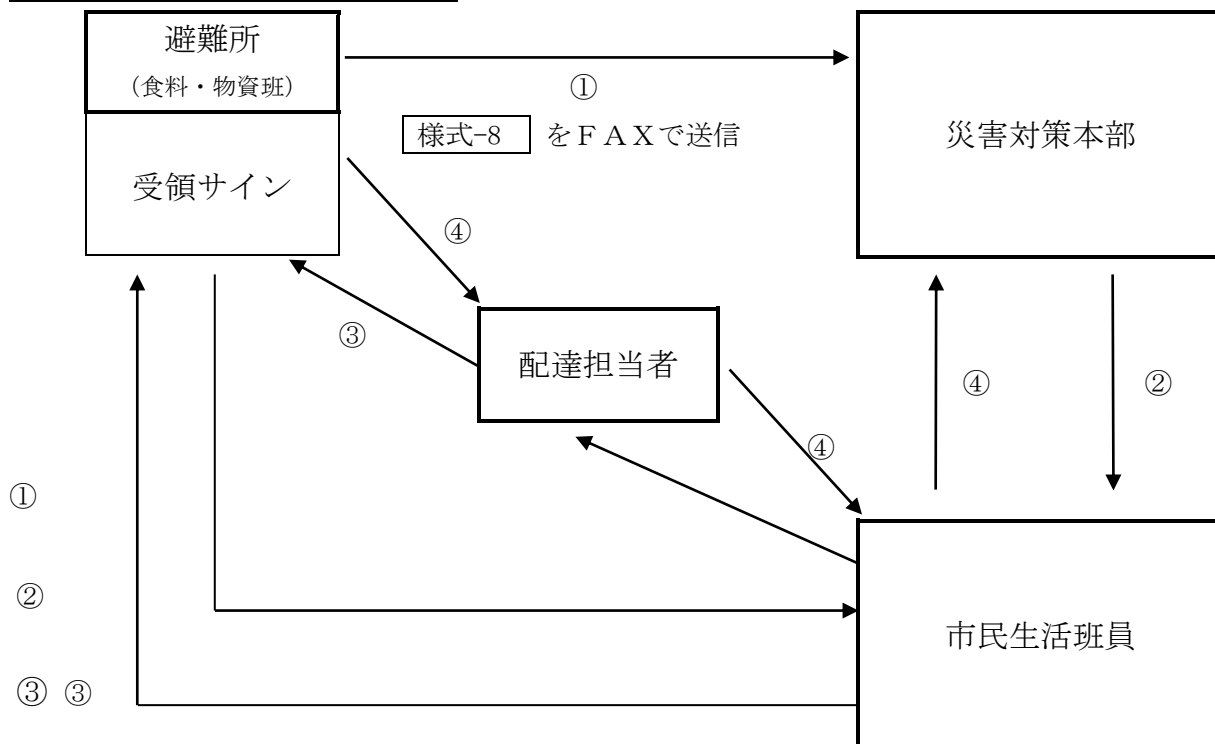 避難所
(食料・物資班)
①
様式-8 をFAXで送信
災害対策本部
受領サイン
④
③
配達担当者
④
②
④
①
②
市民生活班員
③ ③